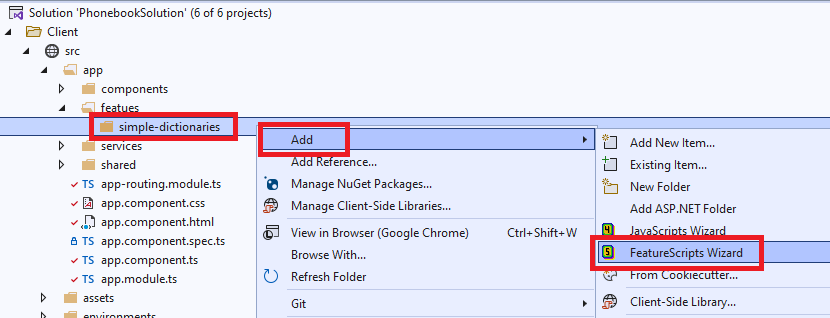 Solution 'PhonebookSolution' (6 of 6 projects)
Client
src
app
components
featues
simple-dictionaries
services
shared
TS app-routing.module.ts
app.component.css
app.component.html
TS app.component.spec.ts
TS app.component.ts
TS app.module.ts
assets
environments
Add
Add Reference...
Manage NuGet Packages...
Manage Client-Side Libraries...
View in Browser (Google Chrome) Ctrl+Shift+W
Browse With...
Refresh Folder
Git
Add New Item...
Existing Item...
New Folder
Add ASP.NET Folder
JavaScripts Wizard
FeatureScripts Wizard
From Cookiecutter...
Client-Side Library...